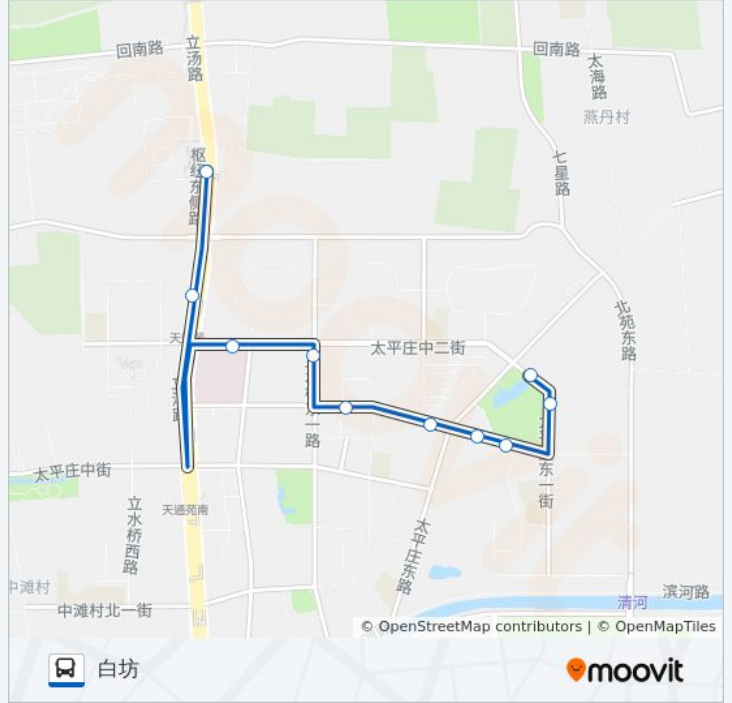 回南路
立汤路
回南路
太海路
燕丹村
枢纽东侧路
七星路
北苑东路
太平庄中二街
一路
东一街
太平庄中街
天通苑南
立水桥西路
太平庄东路
中滩村
清河
滨河路
中滩村北一街
© OpenStreetMap contributors | © OpenMapTiles
白坊
moovit